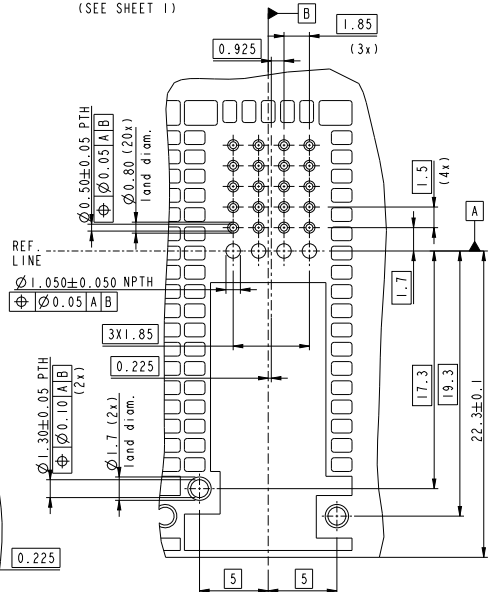 (SEE SHEET 1)
B
1.85
(3x)
0.925
Ø0.50±0.05 PTH
⌖ Ø0.05 A B
Ø0.80 (20x)
land diam.
1.5
(4x)
A
REF.
LINE
1.7
Ø1.050±0.050 NPTH
⌖ Ø0.05 A B
3X1.85
0.225
17.3
19.3
22.3±0.1
Ø1.30±0.05 PTH
⌖ Ø0.10 A B
(2x)
Ø1.7 (2x)
land diam.
0.225
5
5